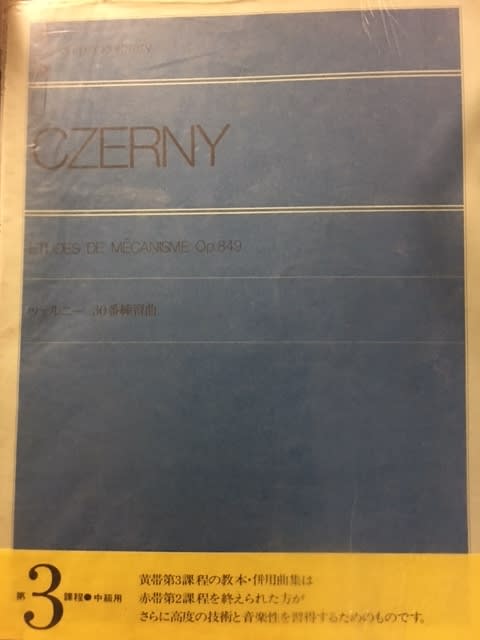 CZERNY
ETUDES DE MÉCANISME Op.849
ツェルニー 30番練習曲
第3課程●中級用
黄帯第3課程の教本・併用曲集は
赤帯第2課程を終えられた方が
さらに高度の技術と音楽性を習得するためのものです。